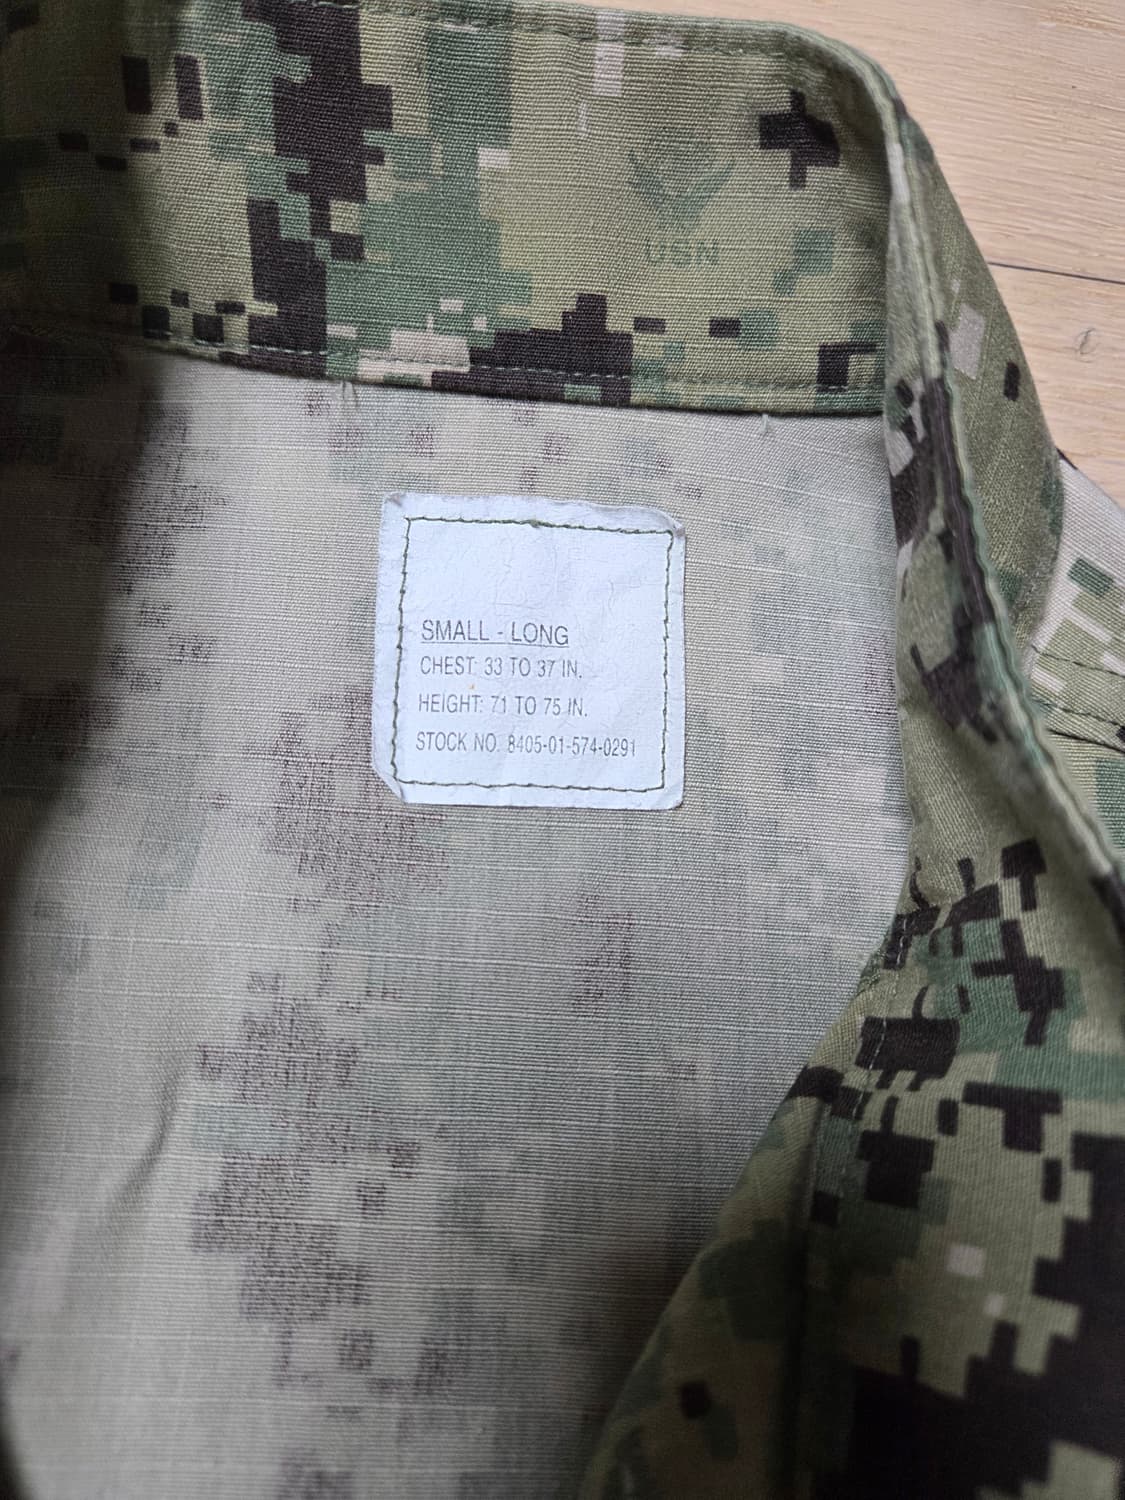 USN
SMALL - LONG
CHEST: 33 TO 37 IN.
HEIGHT: 71 TO 75 IN.
STOCK NO. 8405-01-574-0291